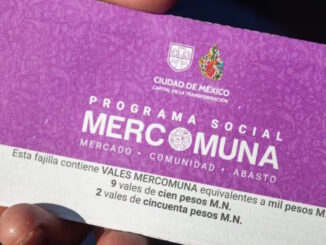 CIUDAD DE MÉXICO
CAPITAL DE LA TRANSFORMACIÓN
PROGRAMA SOCIAL
MERCOMUNA
MERCADO • COMUNIDAD • ABASTO
Esta fajilla contiene VALES MERCOMUNA equivalentes a mil pesos M.N.
9 vales de cien pesos M.N.
2 vales de cincuenta pesos M.N.